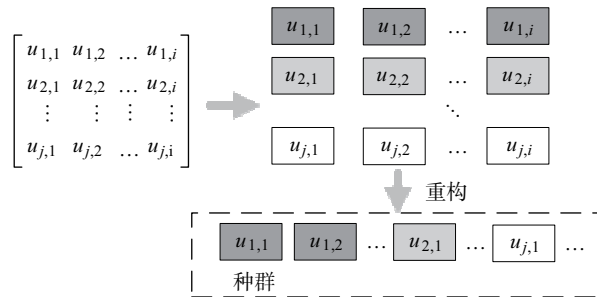 u1,1 u1,2 … u1,i
u2,1 u2,2 … u2,i
⋮ ⋮ ⋮ ⋮
uj,1 uj,2 … uj,i
u1,1 u1,2 … u1,i
u2,1 u2,2 … u2,i
⋱
uj,1 uj,2 … uj,i
重构
u1,1 u1,2 … u2,1 … uj,1 …
种群